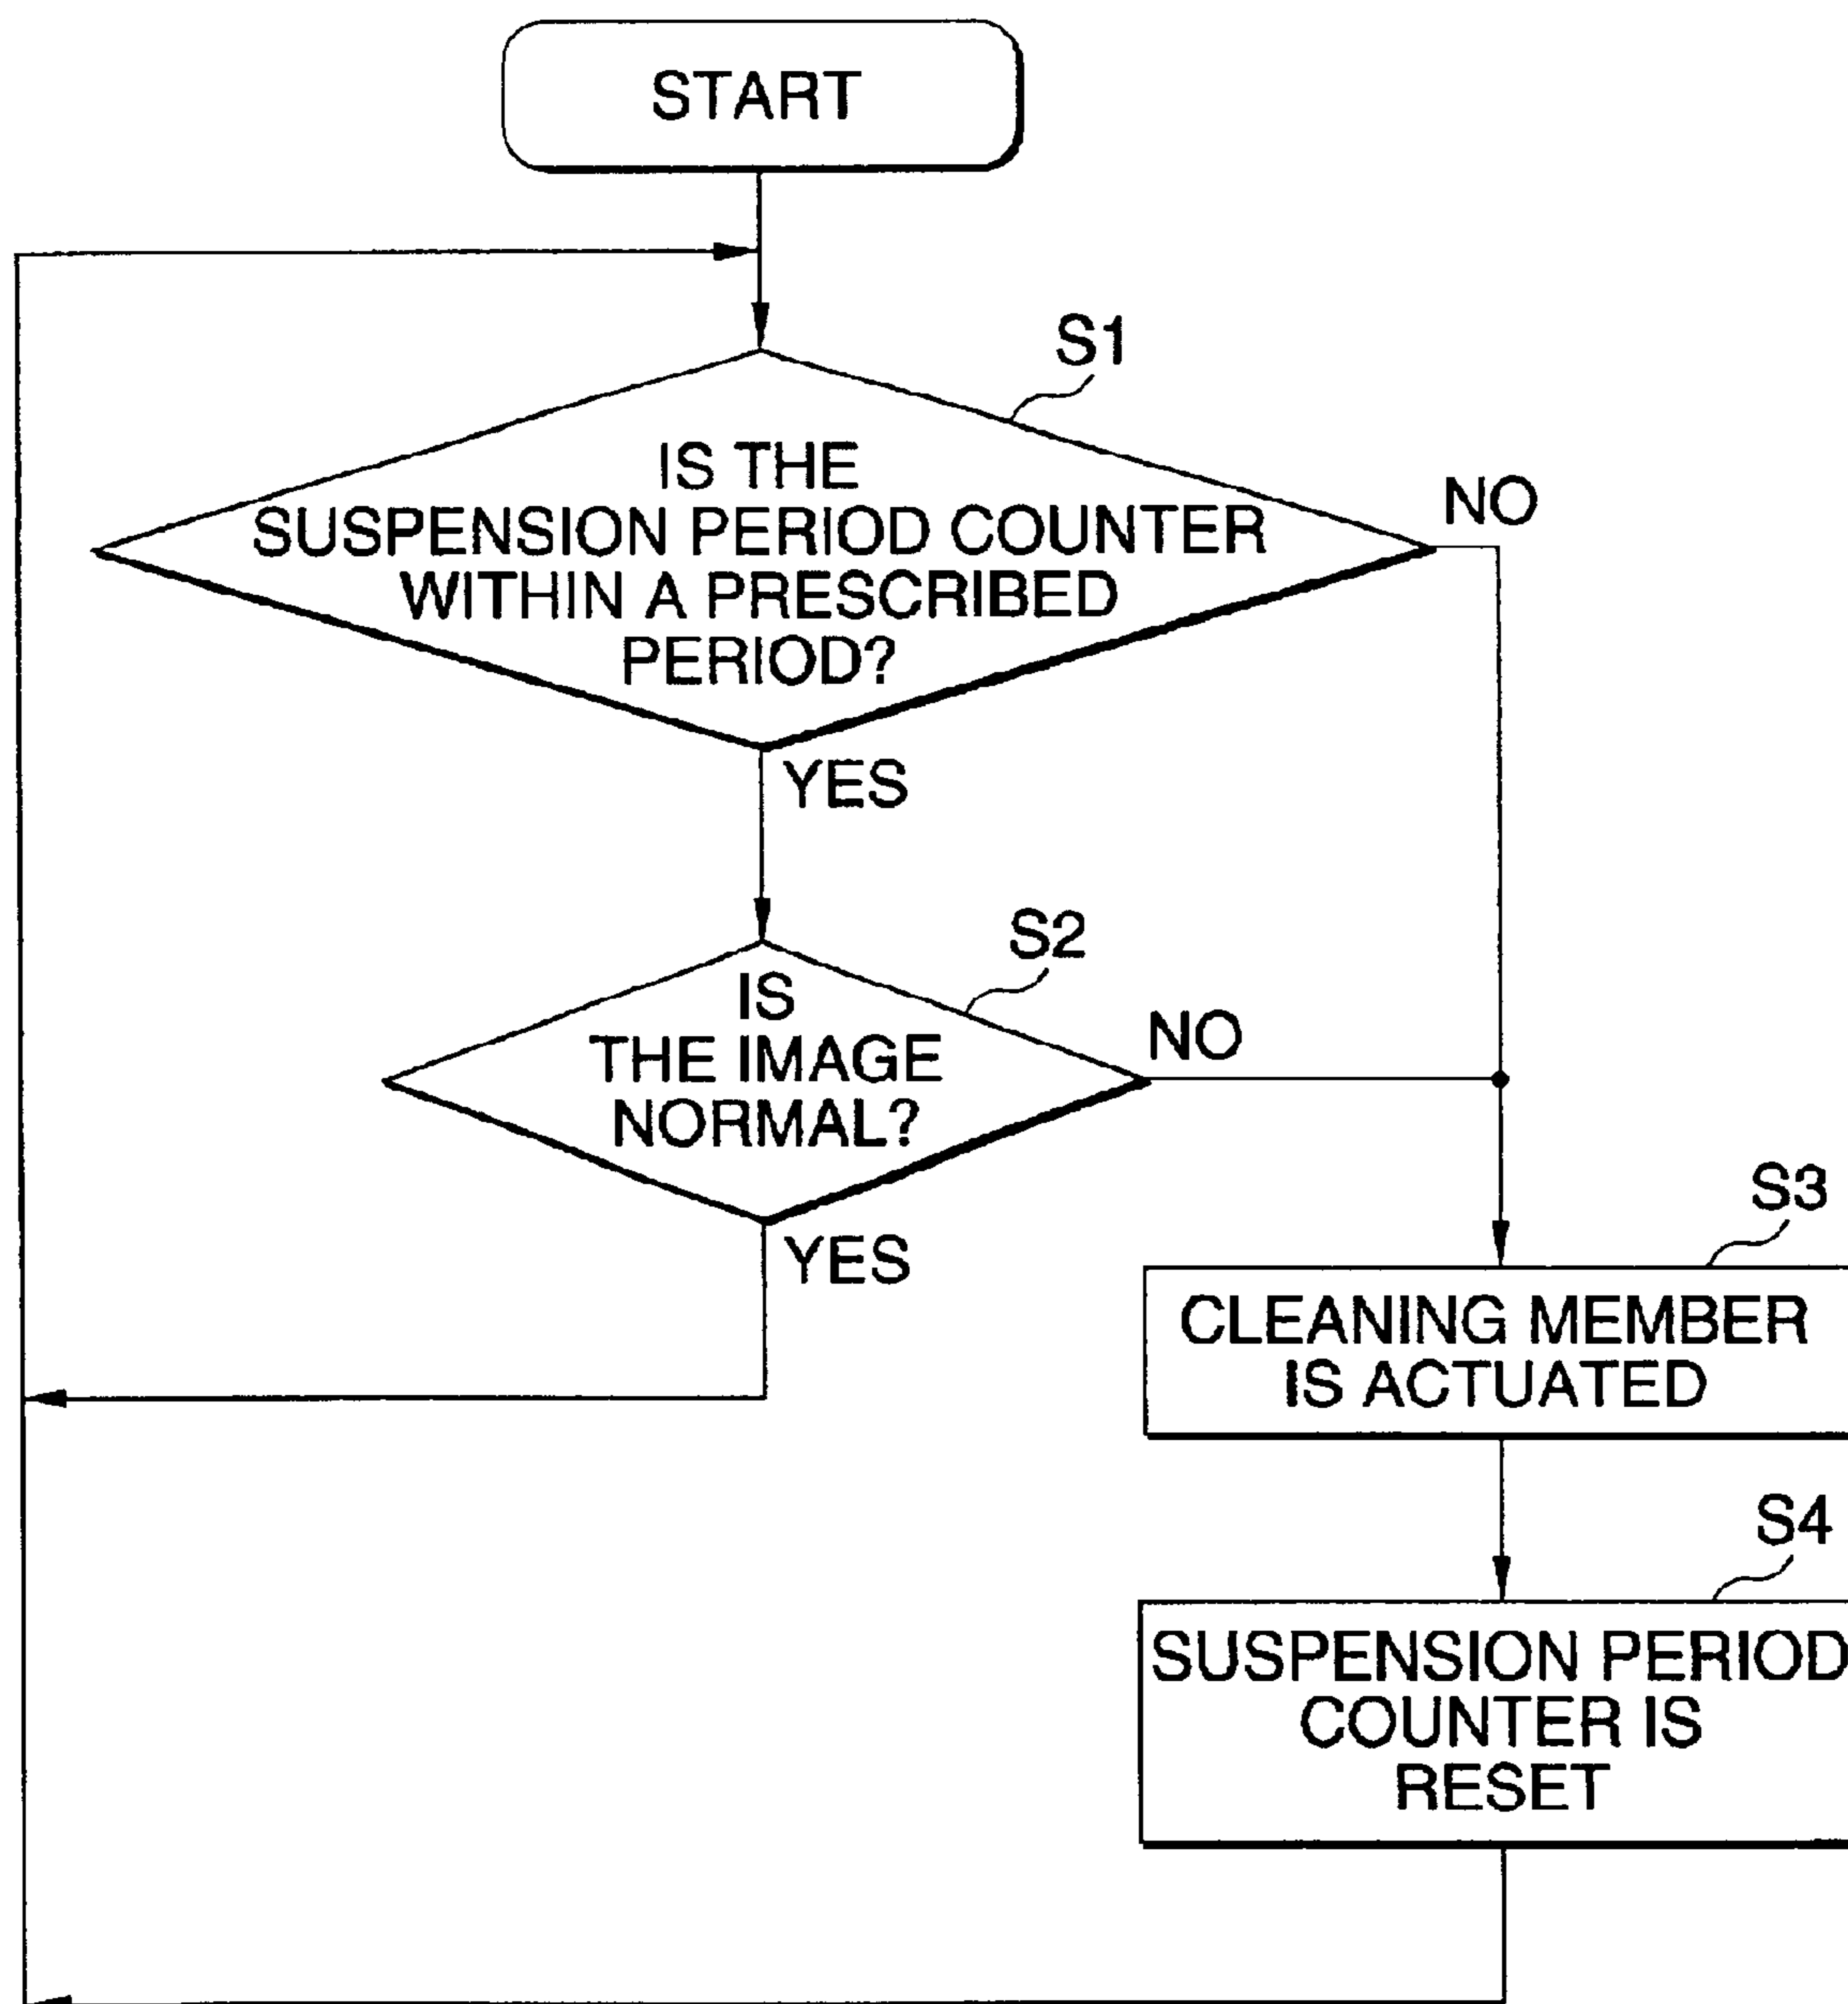 START
S1
IS THE
SUSPENSION PERIOD COUNTER
WITHIN A PRESCRIBED
PERIOD?
NO
YES
S2
IS
THE IMAGE
NORMAL?
NO
YES
S3
CLEANING MEMBER
IS ACTUATED
S4
SUSPENSION PERIOD
COUNTER IS
RESET